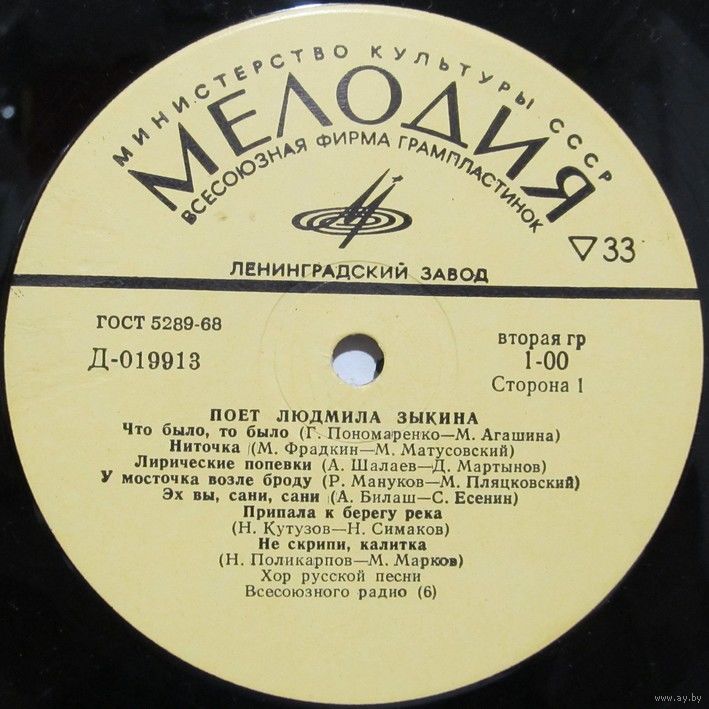 МИНИСТЕРСТВО КУЛЬТУРЫ СССР
МЕЛОДИЯ
ВСЕСОЮЗНАЯ ФИРМА ГРАМПЛАСТИНОК
▽33
ЛЕНИНГРАДСКИЙ ЗАВОД
ГОСТ 5289-68
Д-019913
вторая гр
1-00
Сторона 1
ПОЕТ ЛЮДМИЛА ЗЫКИНА
Что было, то было (Г. Пономаренко—М. Агашина)
Ниточка (М. Фрадкин—М. Матусовский)
Лирические попевки (А. Шалаев—Д. Мартынов)
У мосточка возле броду (Р. Мануков—М. Пляцковский)
Эх вы, сани, сани (А. Билаш—С. Есенин)
Припала к берегу река
(Н. Кутузов—Н. Симаков)
Не скрипи, калитка
(Н. Поликарпов—М. Марков)
Хор русской песни
Всесоюзного радио (6)
www.ay.by